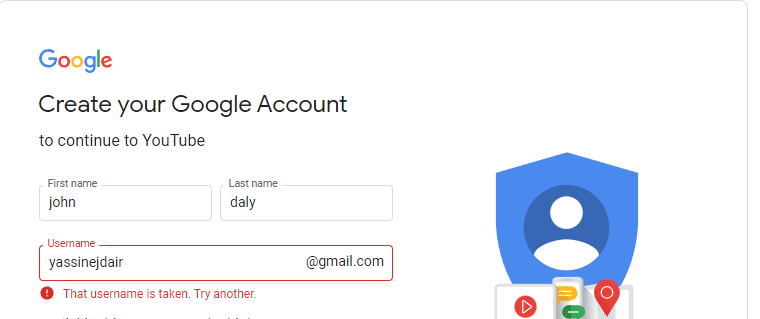 Google
Create your Google Account
to continue to YouTube
First name
john
Last name
daly
Username
yassinejdair
@gmail.com
That username is taken. Try another.